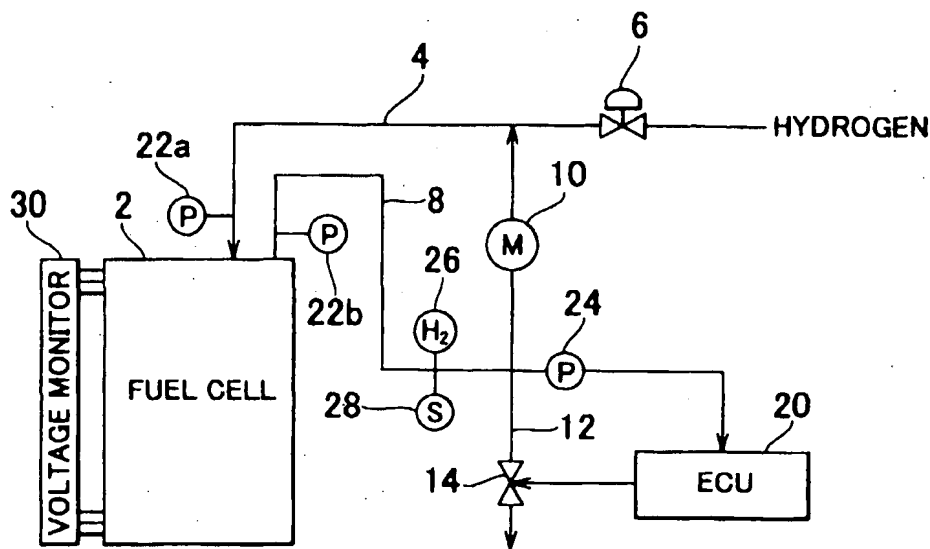 6
4
HYDROGEN
22a
P
30
2
8
10
M
P
26
22b
H₂
24
P
VOLTAGE MONITOR
FUEL CELL
28
S
12
20
14
ECU